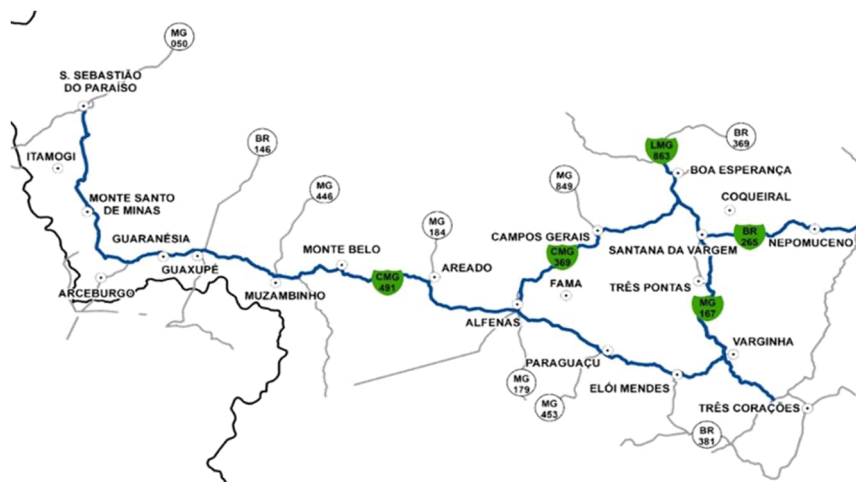 MG
050
S. SEBASTIÃO
DO PARAÍSO
BR
146
ITAMOGI
LMG
863
BR
369
BOA ESPERANÇA
MG
446
MG
849
COQUEIRAL
MONTE SANTO
DE MINAS
MG
184
CAMPOS GERAIS
BR
265
GUARANÉSIA
MONTE BELO
CMG
369
SANTANA DA VARGEM
NEPOMUCENO
GUAXUPÉ
AREADO
ARCEBURGO
CMG
491
FAMA
TRÊS PONTAS
MUZAMBINHO
MG
167
ALFENAS
VARGINHA
PARAGUAÇU
MG
179
ELÓI MENDES
MG
453
TRÊS CORAÇÕES
BR
381